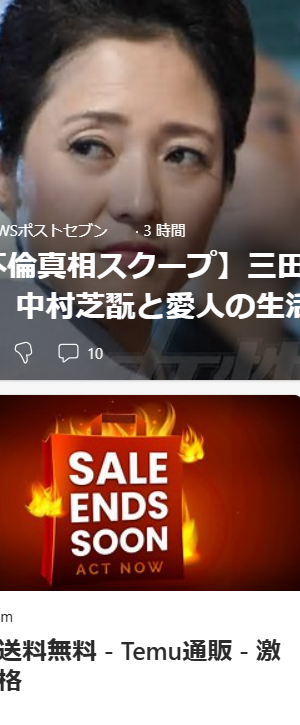 WSポストセブン ・3 時間
不倫真相スクープ】三田
中村芝翫と愛人の生活
10
SALE
ENDS
SOON
ACT NOW
m
送料無料 - Temu通販 - 激
格